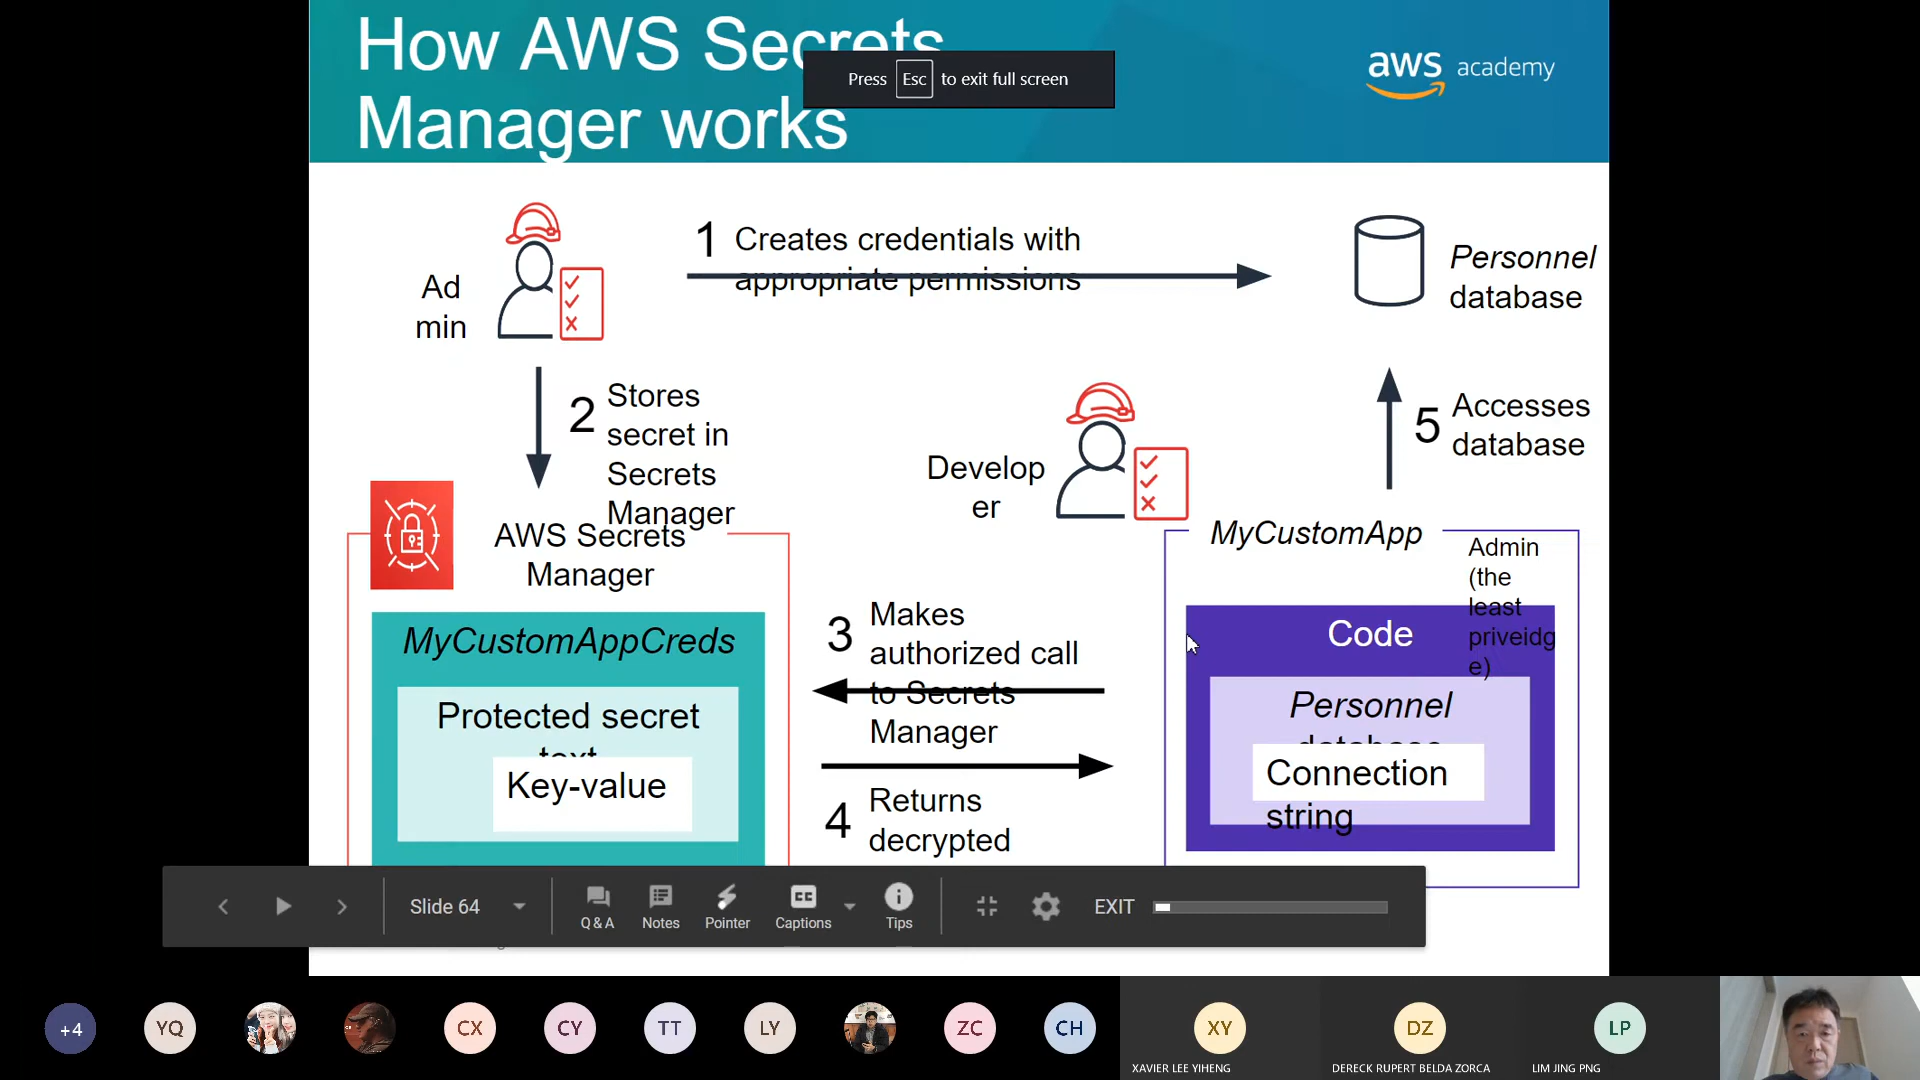 How AWS Secrets
Manager works
Press Esc to exit full screen
aws academy
1
Creates credentials with
appropriate permissions
Ad
min
Personnel
database
2
Stores
secret in
Secrets
Manager
Develop
er
5
Accesses
database
AWS Secrets
Manager
MyCustomApp
Admin
(the
least
priveidg
e)
MyCustomAppCreds
Protected secret
text
Key-value
3
Makes
authorized call
to Secrets
Manager
4
Returns
decrypted
Code
Personnel
database
Connection
string
Slide 64
Q & A
Notes
Pointer
CC
Captions
Tips
EXIT
+4
YQ
CX
CY
TT
LY
ZC
CH
XY
DZ
LP
XAVIER LEE YIHENG
DERECK RUPERT BELDA ZORCA
LIM JING PNG